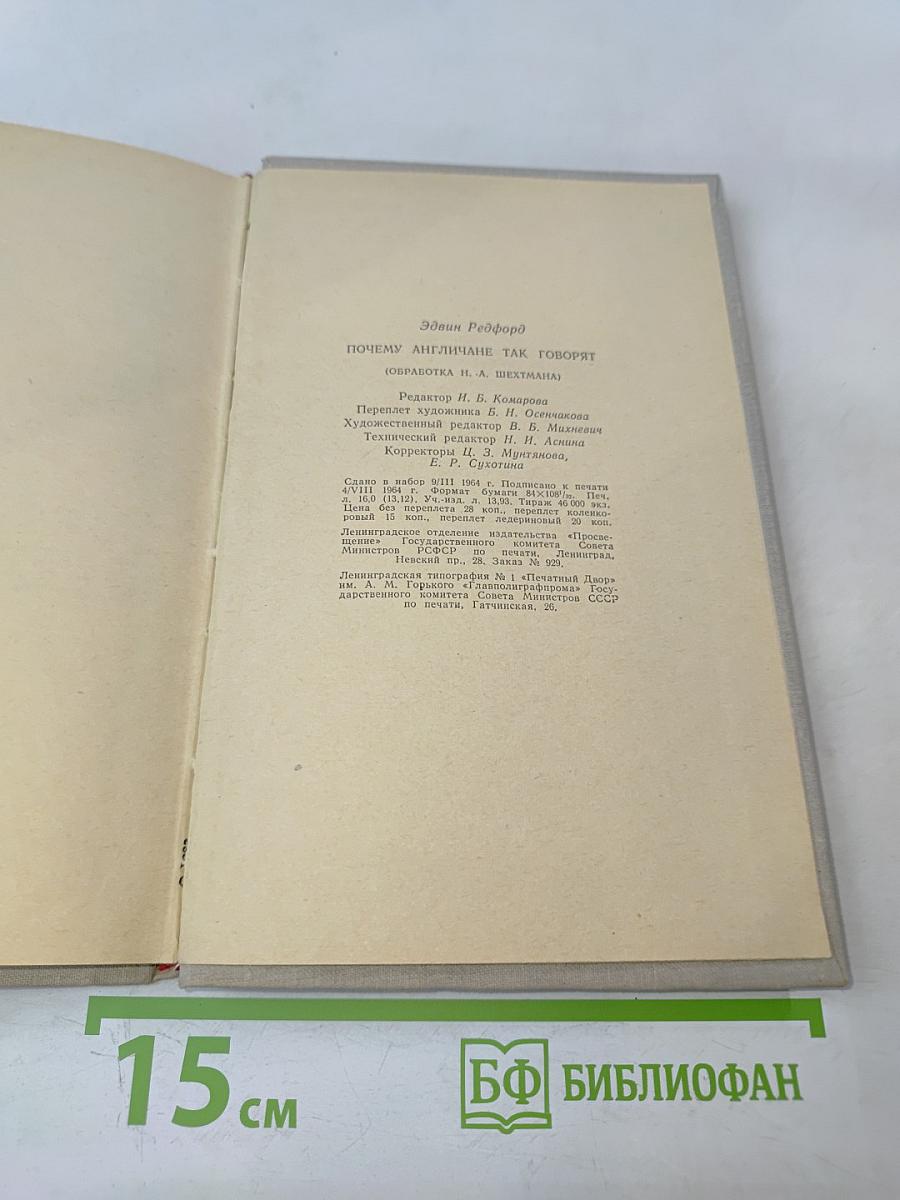 Эдвин Редфорд
ПОЧЕМУ АНГЛИЧАНЕ ТАК ГОВОРЯТ
(ОБРАБОТКА Н. А. ШЕХТМАНА)
Редактор И. Б. Комарова
Переплет художника Б. Н. Осенчакова
Художественный редактор В. Б. Михневич
Технический редактор Н. И. Аснина
Корректоры Ц. З. Мунтянова,
Е. Р. Сухотина
Сдано в набор 9/III 1964 г. Подписано к печати
4/VIII 1964 г. Формат бумаги 84×108¹/₃₂. Печ.
л. 16,0 (13,12). Уч.-изд. л. 13,93. Тираж 46 000 экз.
Цена без переплета 28 коп., переплет коленко-
ровый 15 коп., переплет ледериновый 20 коп.
Ленинградское отделение издательства «Просве-
щение» Государственного комитета Совета
Министров РСФСР по печати, Ленинград,
Невский пр., 28. Заказ № 929.
Ленинградская типография № 1 «Печатный Двор»
им. А. М. Горького «Главполиграфпрома» Госу-
дарственного комитета Совета Министров СССР
по печати, Гатчинская, 26.
15 см
БФ БИБЛИОФАН